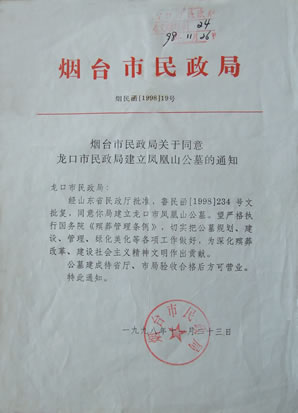 24
98 11 26
烟台市民政局
烟民函[1998]19号
烟台市民政局关于同意
龙口市民政局建立凤凰山公墓的通知
龙口市民政局:
经山东省民政厅批准、鲁民函[1998]234号文
批复,同意你局建立龙口市凤凰山公墓。望严格执
行国务院《殡葬管理条例》,切实把公墓规划、建
设、管理、绿化美化等各项工作做好,为深化殡葬
改革、建设社会主义精神文明作出贡献。
公墓建成待省厅、市局验收合格后方可营业。
特此通知。
一九九八年 月二十三日
烟台市民政局